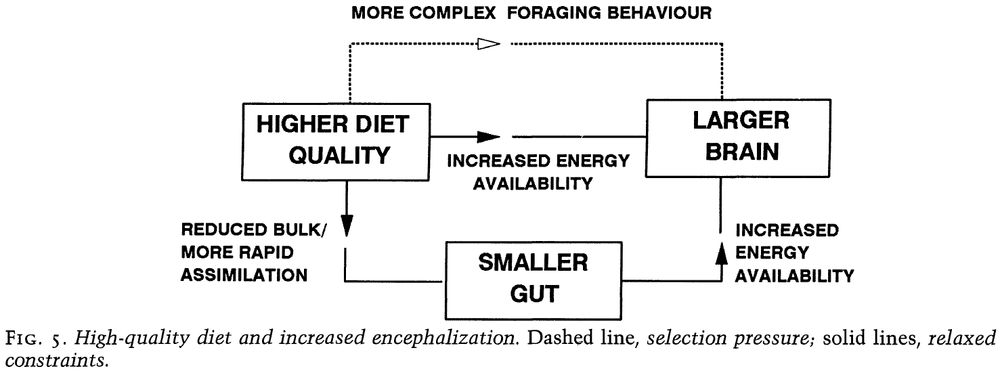 MORE COMPLEX FORAGING BEHAVIOUR
HIGHER DIET
QUALITY
LARGER
BRAIN
INCREASED ENERGY
AVAILABILITY
REDUCED BULK/
MORE RAPID
ASSIMILATION
SMALLER
GUT
INCREASED
ENERGY
AVAILABILITY
FIG. 5. High-quality diet and increased encephalization. Dashed line, selection pressure; solid lines, relaxed
constraints.